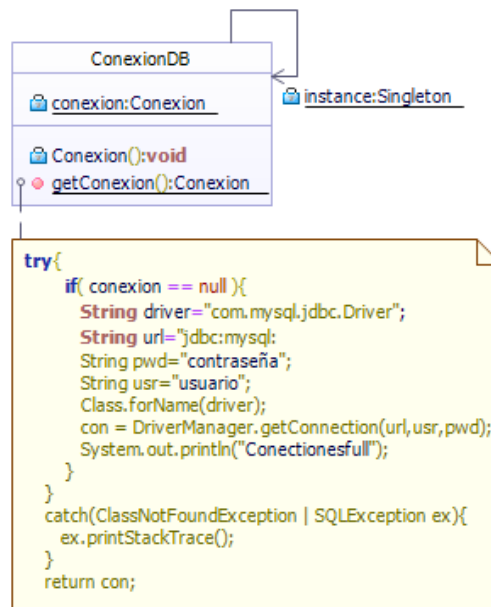 ConexionDB
conexion:Conexion
instance:Singleton
Conexion():void
getConexion():Conexion
try{
if( conexion == null ){
String driver="com.mysql.jdbc.Driver";
String url="jdbc:mysql:
String pwd="contraseña";
String usr="usuario";
Class.forName(driver);
con = DriverManager.getConnection(url,usr,pwd);
System.out.println("Conectionesfull");
}
}
catch(ClassNotFoundException | SQLException ex){
ex.printStackTrace();
}
return con;